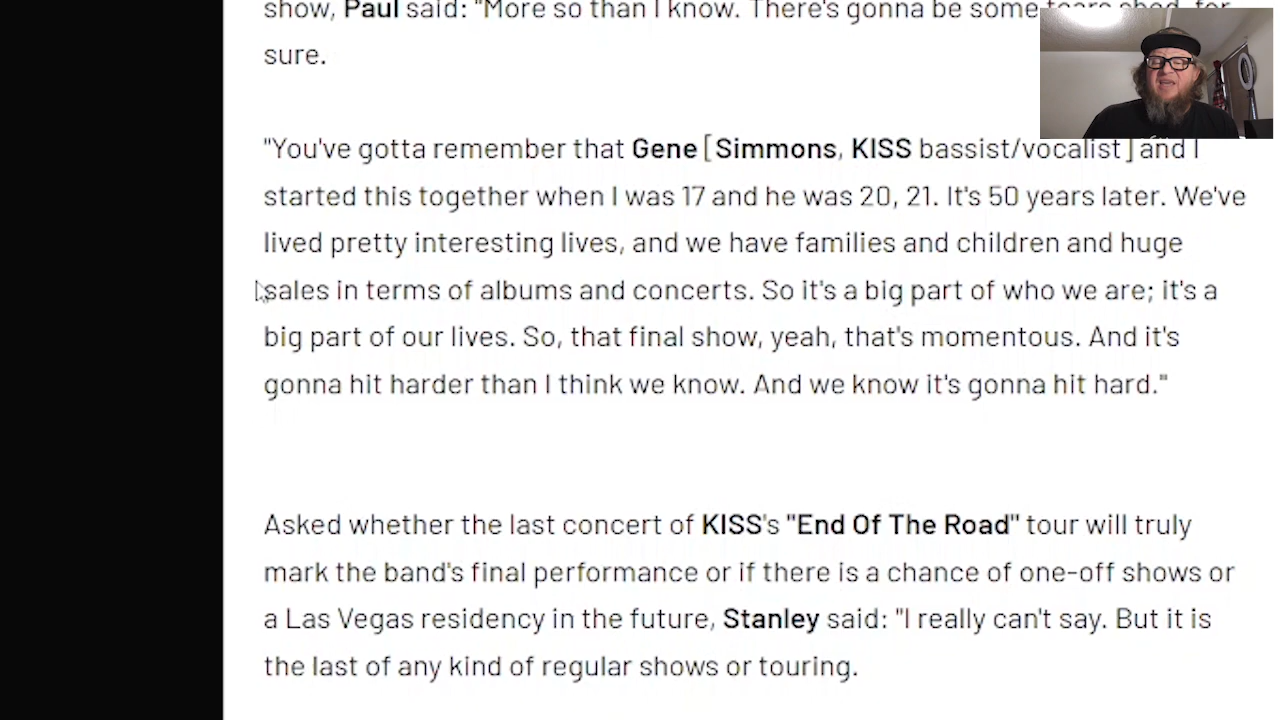 show, Paul said: "More so than I know. There's gonna be some tears shed, for
sure.
"You've gotta remember that Gene [Simmons, KISS bassist/vocalist] and I
started this together when I was 17 and he was 20, 21. It's 50 years later. We've
lived pretty interesting lives, and we have families and children and huge
sales in terms of albums and concerts. So it's a big part of who we are; it's a
big part of our lives. So, that final show, yeah, that's momentous. And it's
gonna hit harder than I think we know. And we know it's gonna hit hard."
Asked whether the last concert of KISS's "End Of The Road" tour will truly
mark the band's final performance or if there is a chance of one-off shows or
a Las Vegas residency in the future, Stanley said: "I really can't say. But it is
the last of any kind of regular shows or touring.